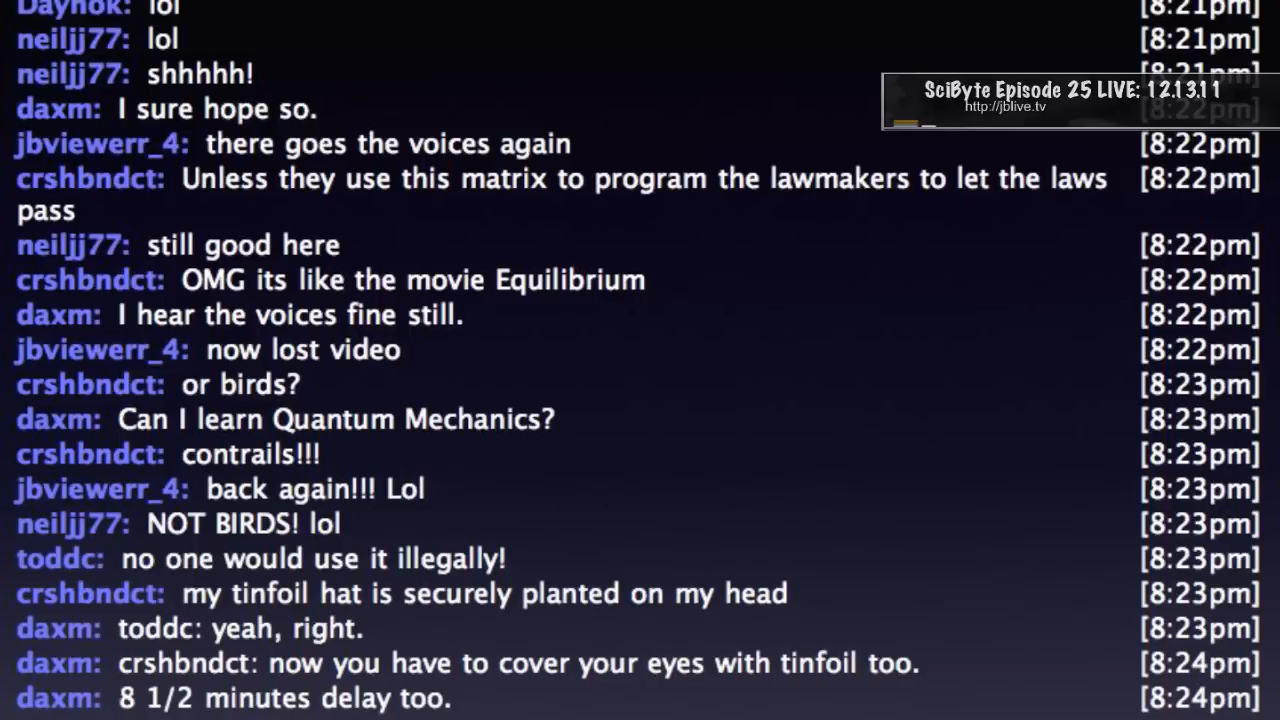 Daynok: lol [8:21pm]
neiljj77: lol [8:21pm]
neiljj77: shhhhh! [8:21pm]
SciByte Episode 25 LIVE: 12.13.11
http://jblive.tv
daxm: I sure hope so. [8:22pm]
jbviewerr_4: there goes the voices again [8:22pm]
crshbndct: Unless they use this matrix to program the lawmakers to let the laws [8:22pm]
pass
neiljj77: still good here [8:22pm]
crshbndct: OMG its like the movie Equilibrium [8:22pm]
daxm: I hear the voices fine still. [8:22pm]
jbviewerr_4: now lost video [8:22pm]
crshbndct: or birds? [8:23pm]
daxm: Can I learn Quantum Mechanics? [8:23pm]
crshbndct: contrails!!! [8:23pm]
jbviewerr_4: back again!!! Lol [8:23pm]
neiljj77: NOT BIRDS! lol [8:23pm]
toddc: no one would use it illegally! [8:23pm]
crshbndct: my tinfoil hat is securely planted on my head [8:23pm]
daxm: toddc: yeah, right. [8:23pm]
daxm: crshbndct: now you have to cover your eyes with tinfoil too. [8:24pm]
daxm: 8 1/2 minutes delay too. [8:24pm]